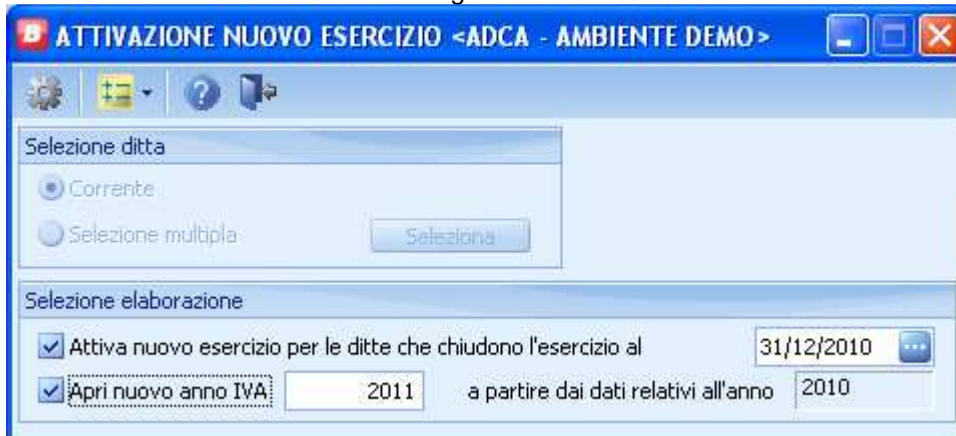 ATTIVAZIONE NUOVO ESERCIZIO <ADCA - AMBIENTE DEMO>
Selezione ditta
Corrente
Selezione multipla Seleziona
Selezione elaborazione
Attiva nuovo esercizio per le ditte che chiudono l'esercizio al 31/12/2010
Apri nuovo anno IVA 2011 a partire dai dati relativi all'anno 2010